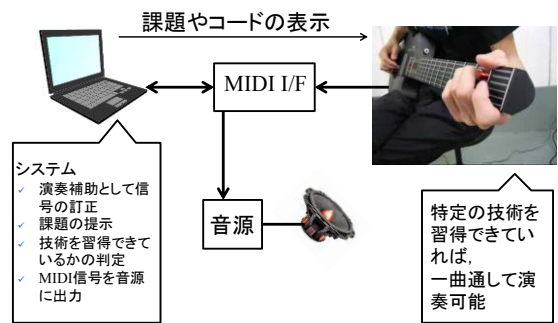 課題やコードの表示
MIDI I/F
システム
✓ 演奏補助として信
号の訂正
✓ 課題の提示
✓ 技術を習得できて
いるかの判定
✓ MIDI信号を音源
に出力
音源
特定の技術を
習得できてい
れば,
一曲通して演
奏可能